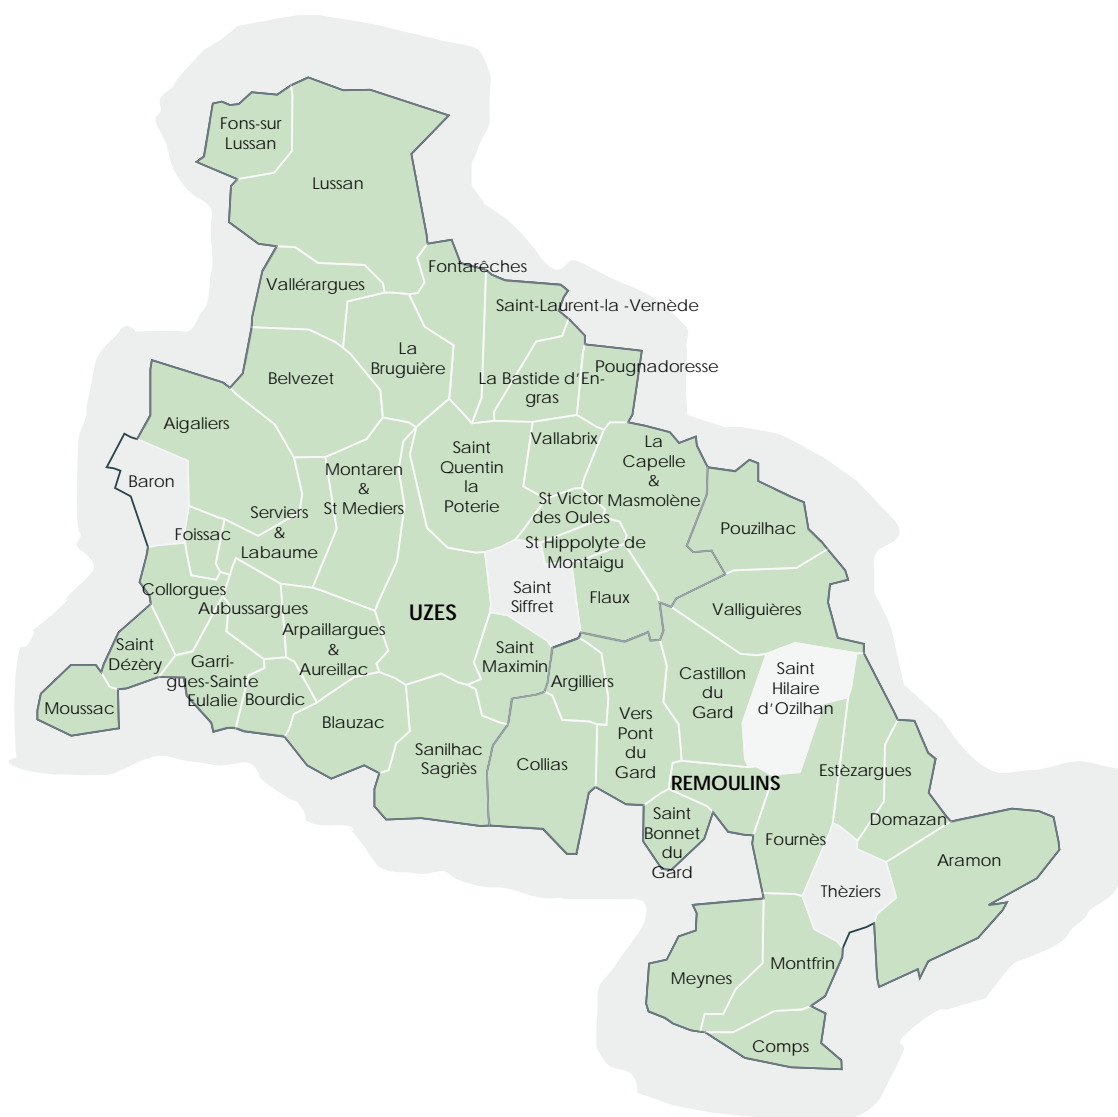 Fons-sur
Lussan
Lussan
Fontarêches
Vallérargues
Saint-Laurent-la -Vernède
La
Bruguière
Pougnadoresse
Belvezet
La Bastide d'En-
gras
Aigaliers
Vallabrix
La
Capelle
&
Masmolène
Saint
Quentin
la
Poterie
Montaren
&
St Mediers
Baron
St Victor
des Oules
Serviers
&
Labaume
Pouzilhac
Foissac
St Hippolyte de
Montaigu
Collorgues
Saint
Siffret
Flaux
Aubussargues
UZES
Valliguières
Arpaillargues
&
Aureillac
Saint
Dézèry
Saint
Maximin
Garri-
gues-Sainte
Eulalie
Castillon
du
Gard
Saint
Hilaire
d'Ozilhan
Argilliers
Bourdic
Moussac
Blauzac
Vers
Pont
du
Gard
Sanilhac
Sagriès
Collias
Estèzargues
REMOULINS
Saint
Bonnet
du
Gard
Domazan
Fournès
Aramon
Thèziers
Montfrin
Meynes
Comps